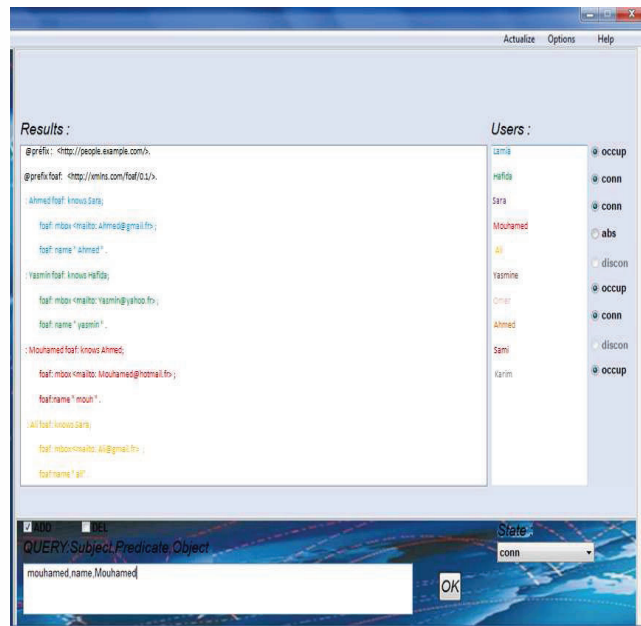 Actualize Options Help
Results :
Users :
@prefix : <http://people.example.com/>.
@prefix foaf: <http://xmlns.com/foaf/0.1/>.
: Ahmed foaf: knows Sara;
foaf: mbox <mailto: Ahmed@gmail.fr> ;
foaf: name " Ahmed " .
: Yasmin foaf: knows Hafida;
foaf: mbox <mailto: Yasmin@yahoo.fr> ;
foaf: name " yasmin " .
: Mouhamed foaf: knows Ahmed;
foaf: mbox <mailto: Mouhamed@hotmail.fr> ;
foaf:name " mouh " .
: Ali foaf: knows Sara;
foaf: mbox <mailto: Ali@gmail.fr> ;
foaf:name " ali" .
Lamia
Hafida
Sara
Mouhamed
Ali
Yasmine
Omar
Ahmed
Sami
Karim
occup
conn
conn
abs
discon
occup
conn
discon
occup
ADD DEL
QUERY:Subject,Predicate,Object
mouhamed,name,Mouhamed
OK
State :
conn